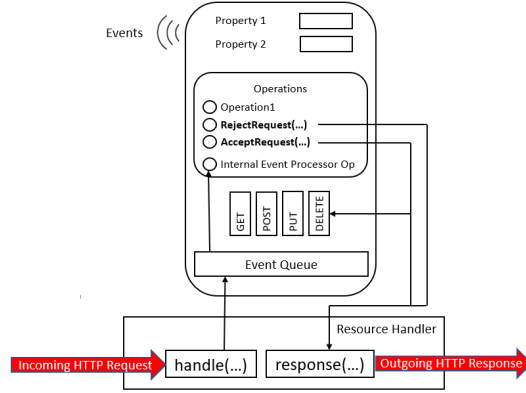 Property 1
Events
Property 2
Operations
Operation1
RejectRequest(...)
AcceptRequest(...)
Internal Event Processor Op
GET
POST
PUT
DELETE
Event Queue
Resource Handler
Incoming HTTP Request
handle(...)
response(...)
Outgoing HTTP Response